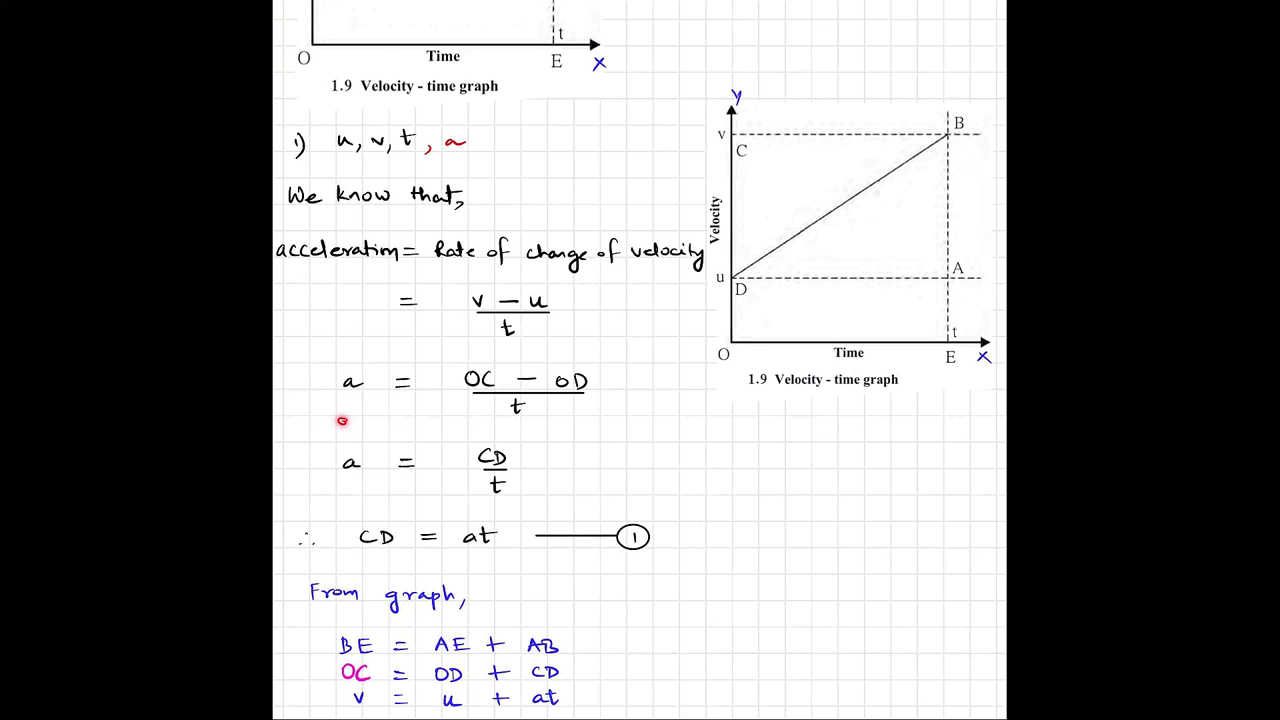 t
O Time E X
1.9 Velocity - time graph
1) u, v, t, a
We know that,
acceleration = Rate of change of velocity
= v - u
t
a = OC - OD
t
a = CD
t
∴ CD = at 1
From graph,
BE = AE + AB
OC = OD + CD
v = u + at
Y
v B
C
Velocity
u A
D
t
O Time E X
1.9 Velocity - time graph